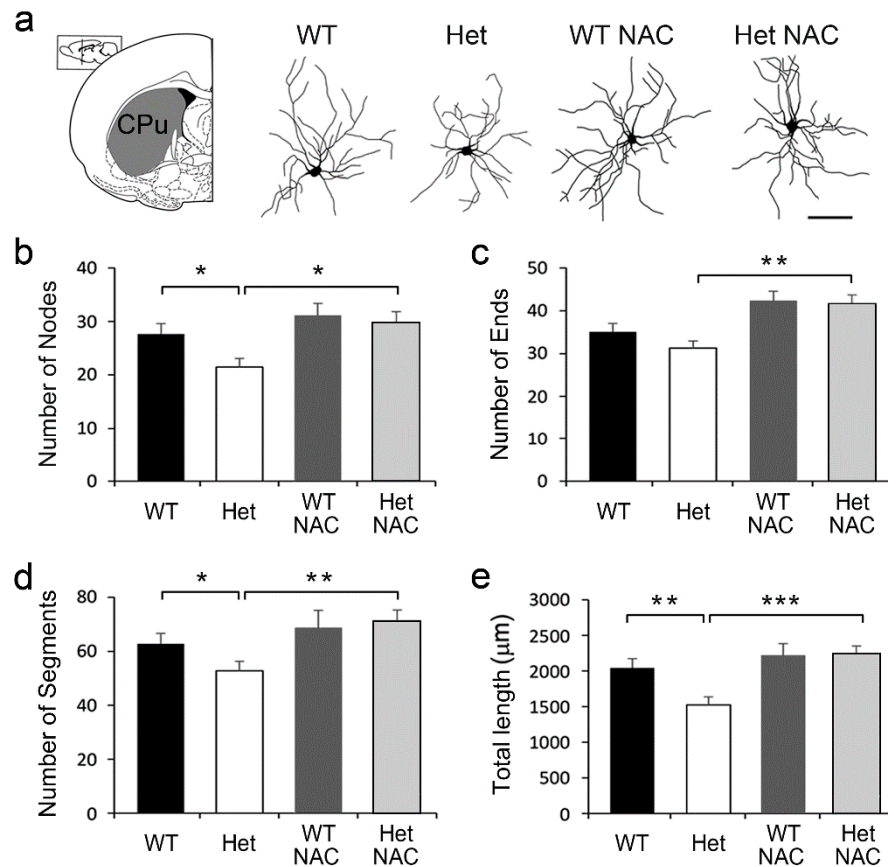 a
WT Het WT NAC Het NAC
CPu
b
* *
Number of Nodes
40
30
20
10
0
WT Het WT NAC Het NAC
c
**
Number of Ends
50
40
30
20
10
0
WT Het WT NAC Het NAC
d
* **
Number of Segments
80
60
40
20
0
WT Het WT NAC Het NAC
e
** ***
Total length (μm)
3000
2500
2000
1500
1000
500
0
WT Het WT NAC Het NAC